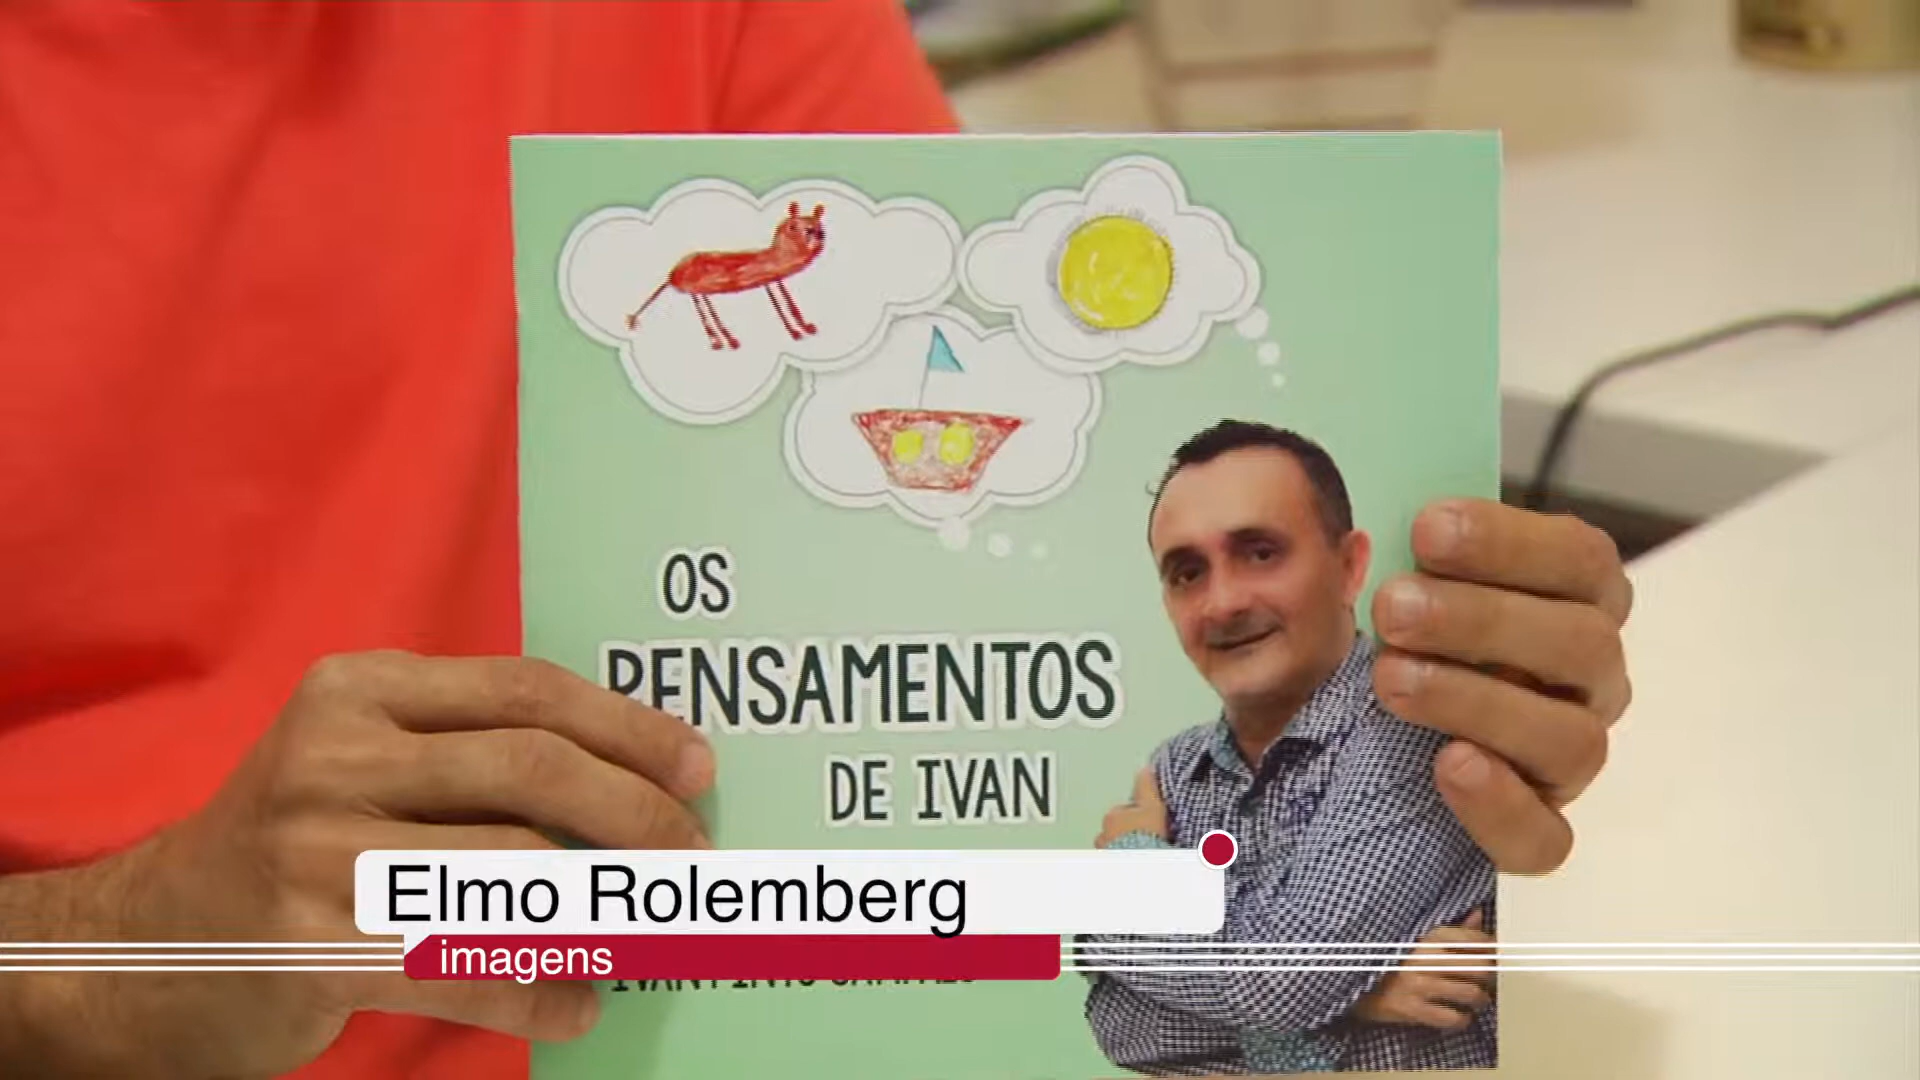 OS
PENSAMENTOS
DE IVAN
Elmo Rolemberg
imagens